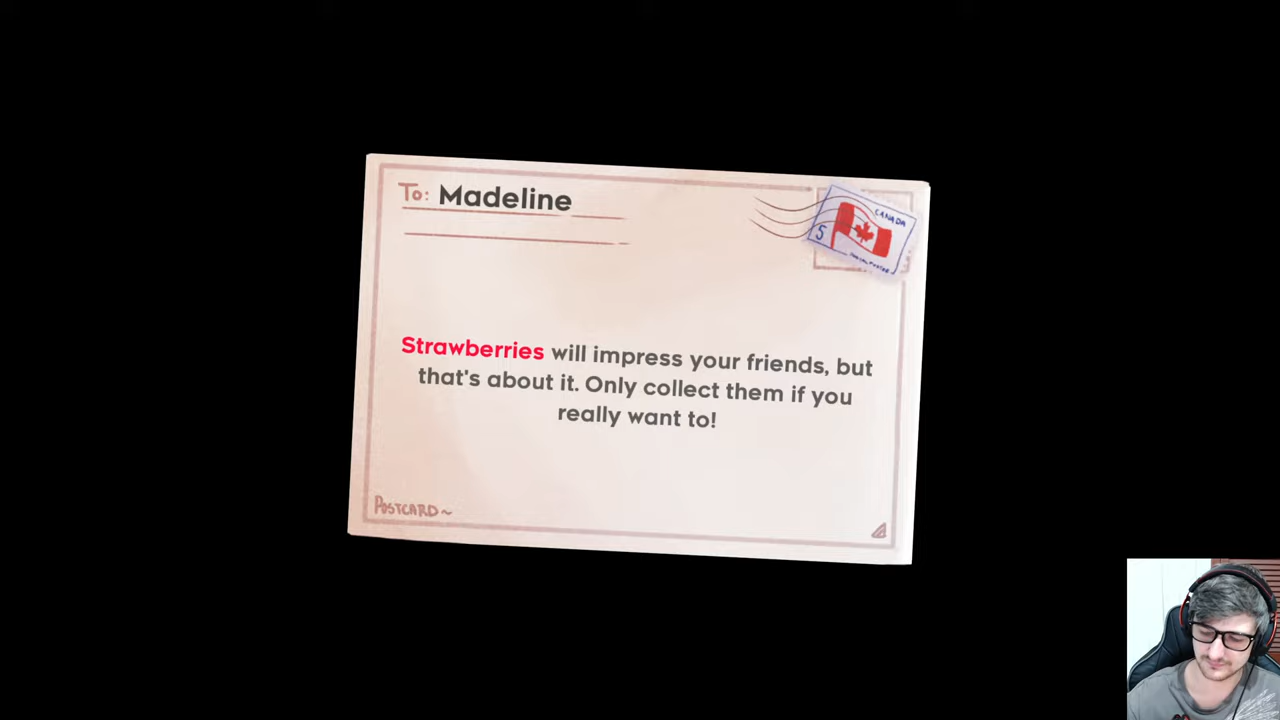 To: Madeline
CANADA
5
Strawberries will impress your friends, but
that's about it. Only collect them if you
really want to!
POSTCARD~